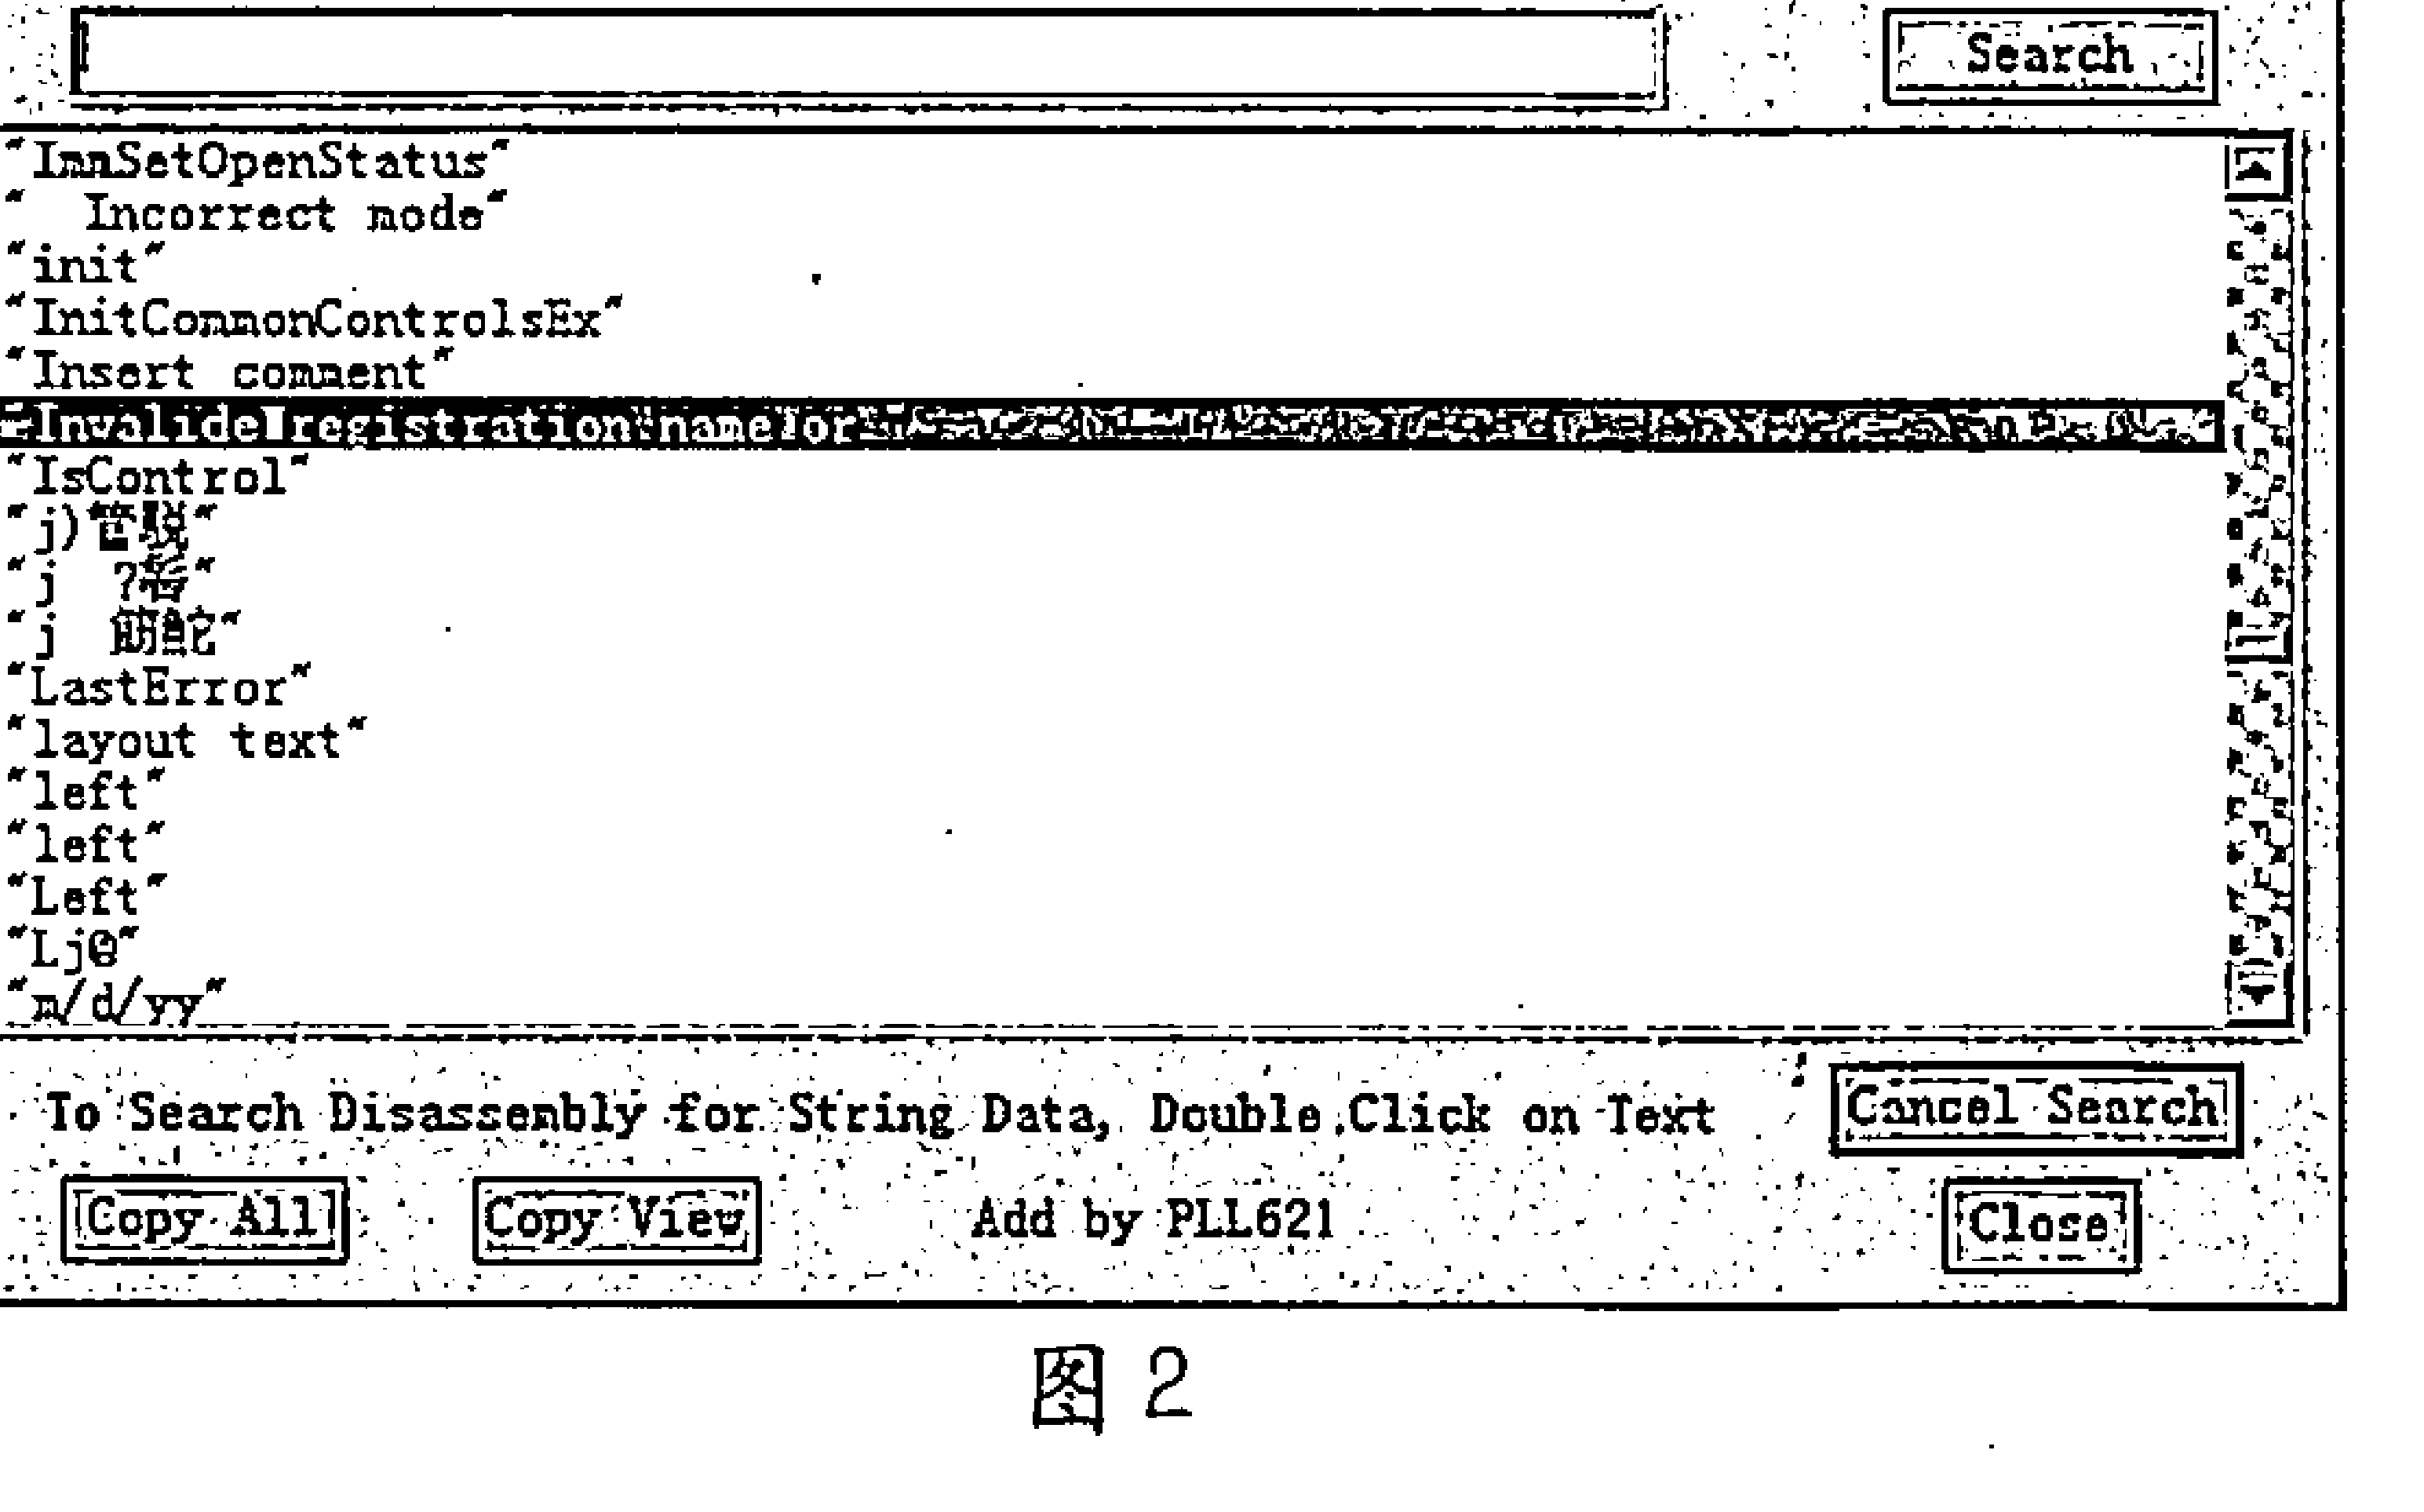 Search
"ImmSetOpenStatus"
"  Incorrect mode"
"init"
"InitCommonControlsEx"
"Insert comment"
"Invalide registration name or
"IsControl"
"j)
"j  ?
"j
"LastError"
"layout text"
"left"
"left"
"Left"
"Lj@"
"m/d/yy"
To Search Disassembly for String Data, Double Click on Text
Cancel Search
Copy All
Copy View
Add by PLL621
Close
图 2